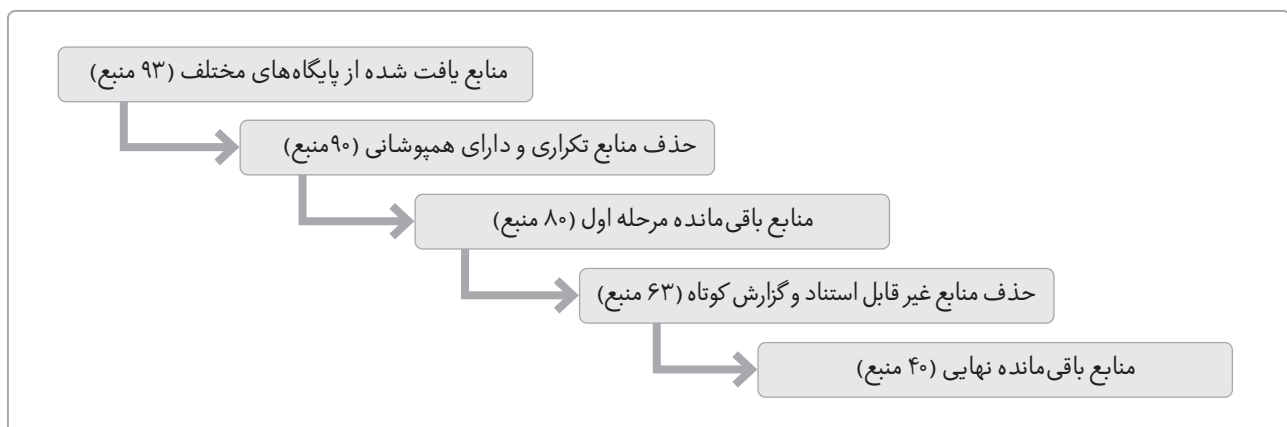 منابع یافت شده از پایگاه‌های مختلف (۹۳ منبع)
حذف منابع تکراری و دارای همپوشانی (۹۰منبع)
منابع باقی‌مانده مرحله اول (۸۰ منبع)
حذف منابع غیر قابل استناد و گزارش کوتاه (۶۳ منبع)
منابع باقی‌مانده نهایی (۴۰ منبع)